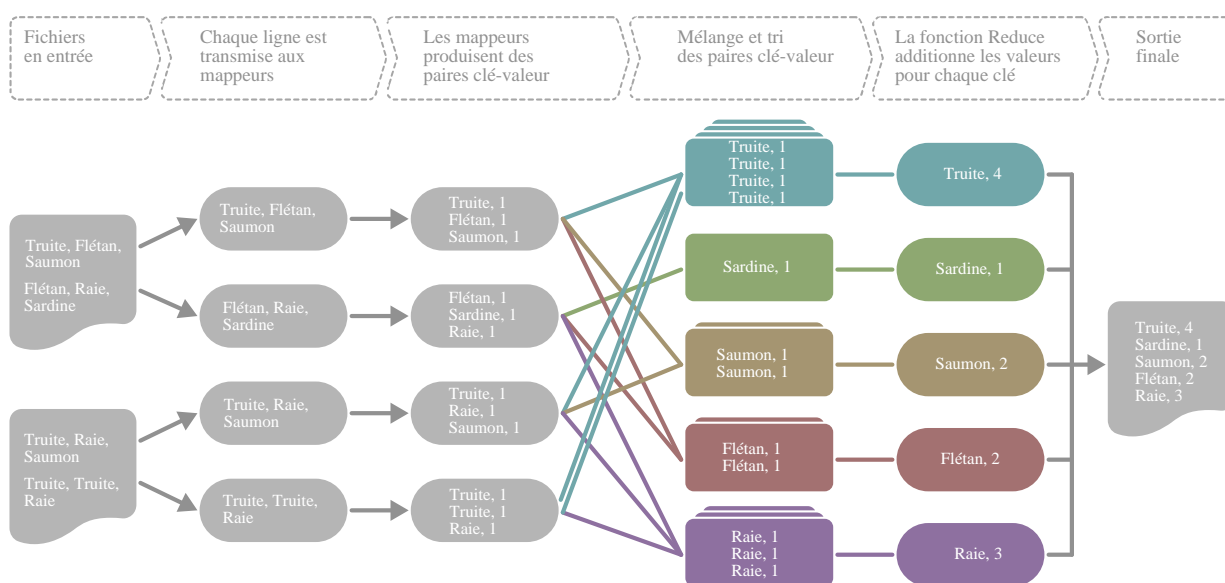 Fichiers
en entrée
Chaque ligne est
transmise aux
mappeurs
Les mappeurs
produisent des
paires clé-valeur
Mélange et tri
des paires clé-valeur
La fonction Reduce
additionne les valeurs
pour chaque clé
Sortie
finale
Truite, Flétan,
Saumon
Flétan, Raie,
Sardine
Truite, Raie,
Saumon
Truite, Truite,
Raie
Truite, Flétan,
Saumon
Flétan, Raie,
Sardine
Truite, Raie,
Saumon
Truite, Truite,
Raie
Truite, 1
Flétan, 1
Saumon, 1
Flétan, 1
Sardine, 1
Raie, 1
Truite, 1
Raie, 1
Saumon, 1
Truite, 1
Truite, 1
Raie, 1
Truite, 1
Truite, 1
Truite, 1
Truite, 1
Sardine, 1
Saumon, 1
Saumon, 1
Flétan, 1
Flétan, 1
Raie, 1
Raie, 1
Raie, 1
Truite, 4
Sardine, 1
Saumon, 2
Flétan, 2
Raie, 3
Truite, 4
Sardine, 1
Saumon, 2
Flétan, 2
Raie, 3